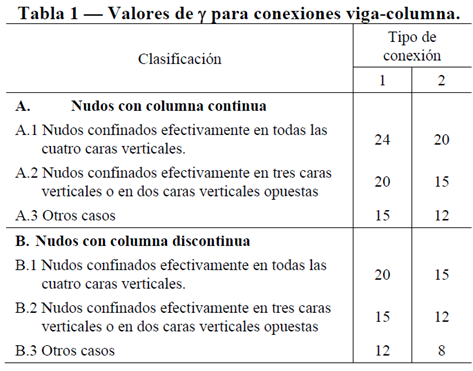 Tabla 1 — Valores de γ para conexiones viga-columna.
Clasificación
Tipo de
conexión
1 2
A. Nudos con columna continua
A.1 Nudos confinados efectivamente en todas las
cuatro caras verticales.
24 20
A.2 Nudos confinados efectivamente en tres caras
verticales o en dos caras verticales opuestas
20 15
A.3 Otros casos 15 12
B. Nudos con columna discontinua
B.1 Nudos confinados efectivamente en todas las
cuatro caras verticales.
20 15
B.2 Nudos confinados efectivamente en tres caras
verticales o en dos caras verticales opuestas
15 12
B.3 Otros casos 12 8